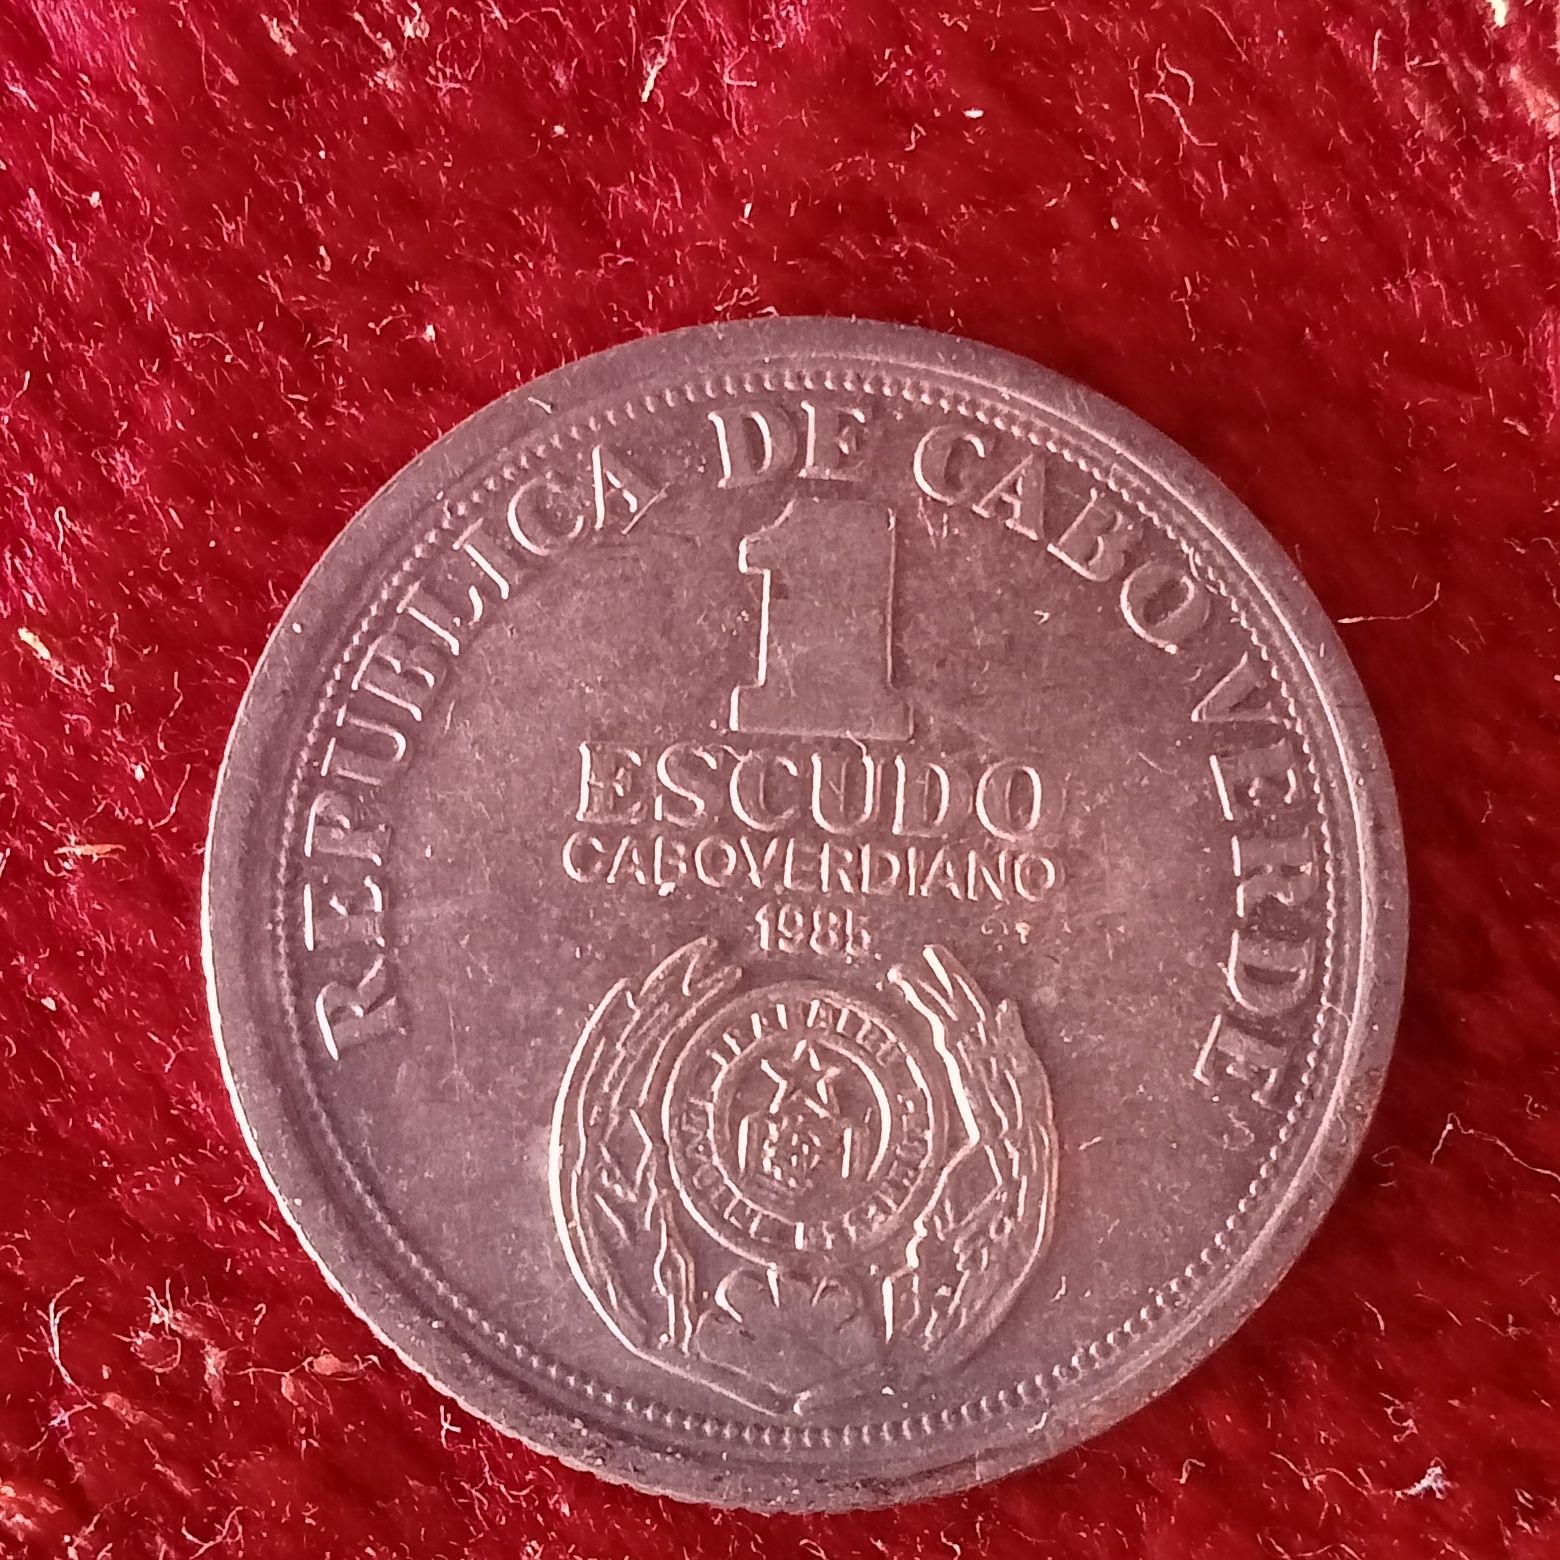 REPUBLICA DE CABO VERDE
1
ESCUDO
CABOVERDIANO
1985